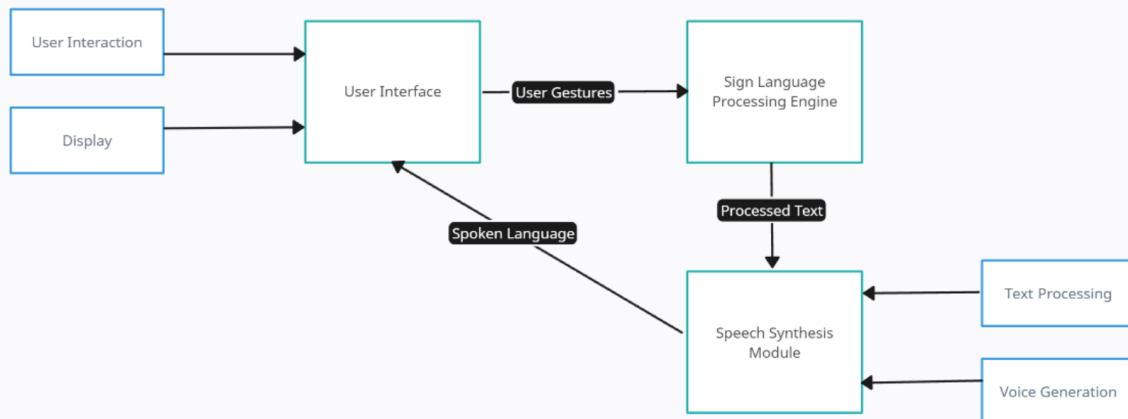 User Interaction
Display
User Interface
User Gestures
Sign Language
Processing Engine
Processed Text
Spoken Language
Speech Synthesis
Module
Text Processing
Voice Generation